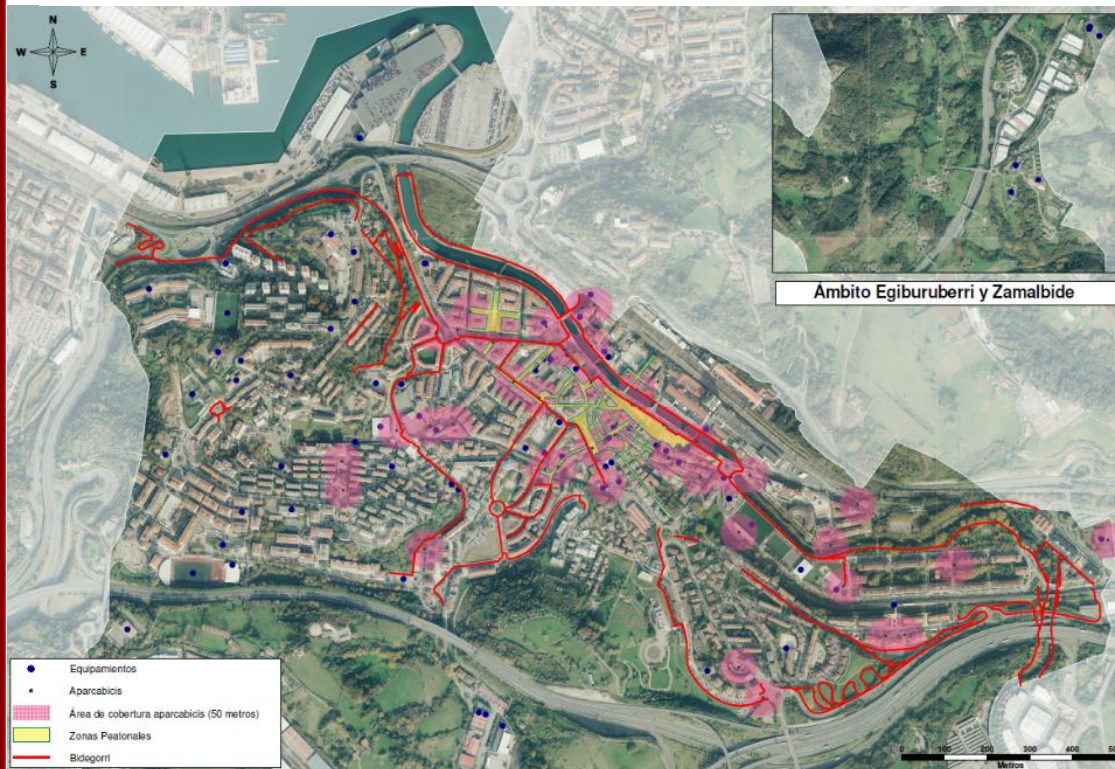 N
W E
S
Ámbito Egiburuberri y Zamalbide
Equipamientos
Aparcabicis
Área de cobertura aparcabicis (50 metros)
Zonas Peatonales
Bidegorri
0 100 200 300 400 50
Metros